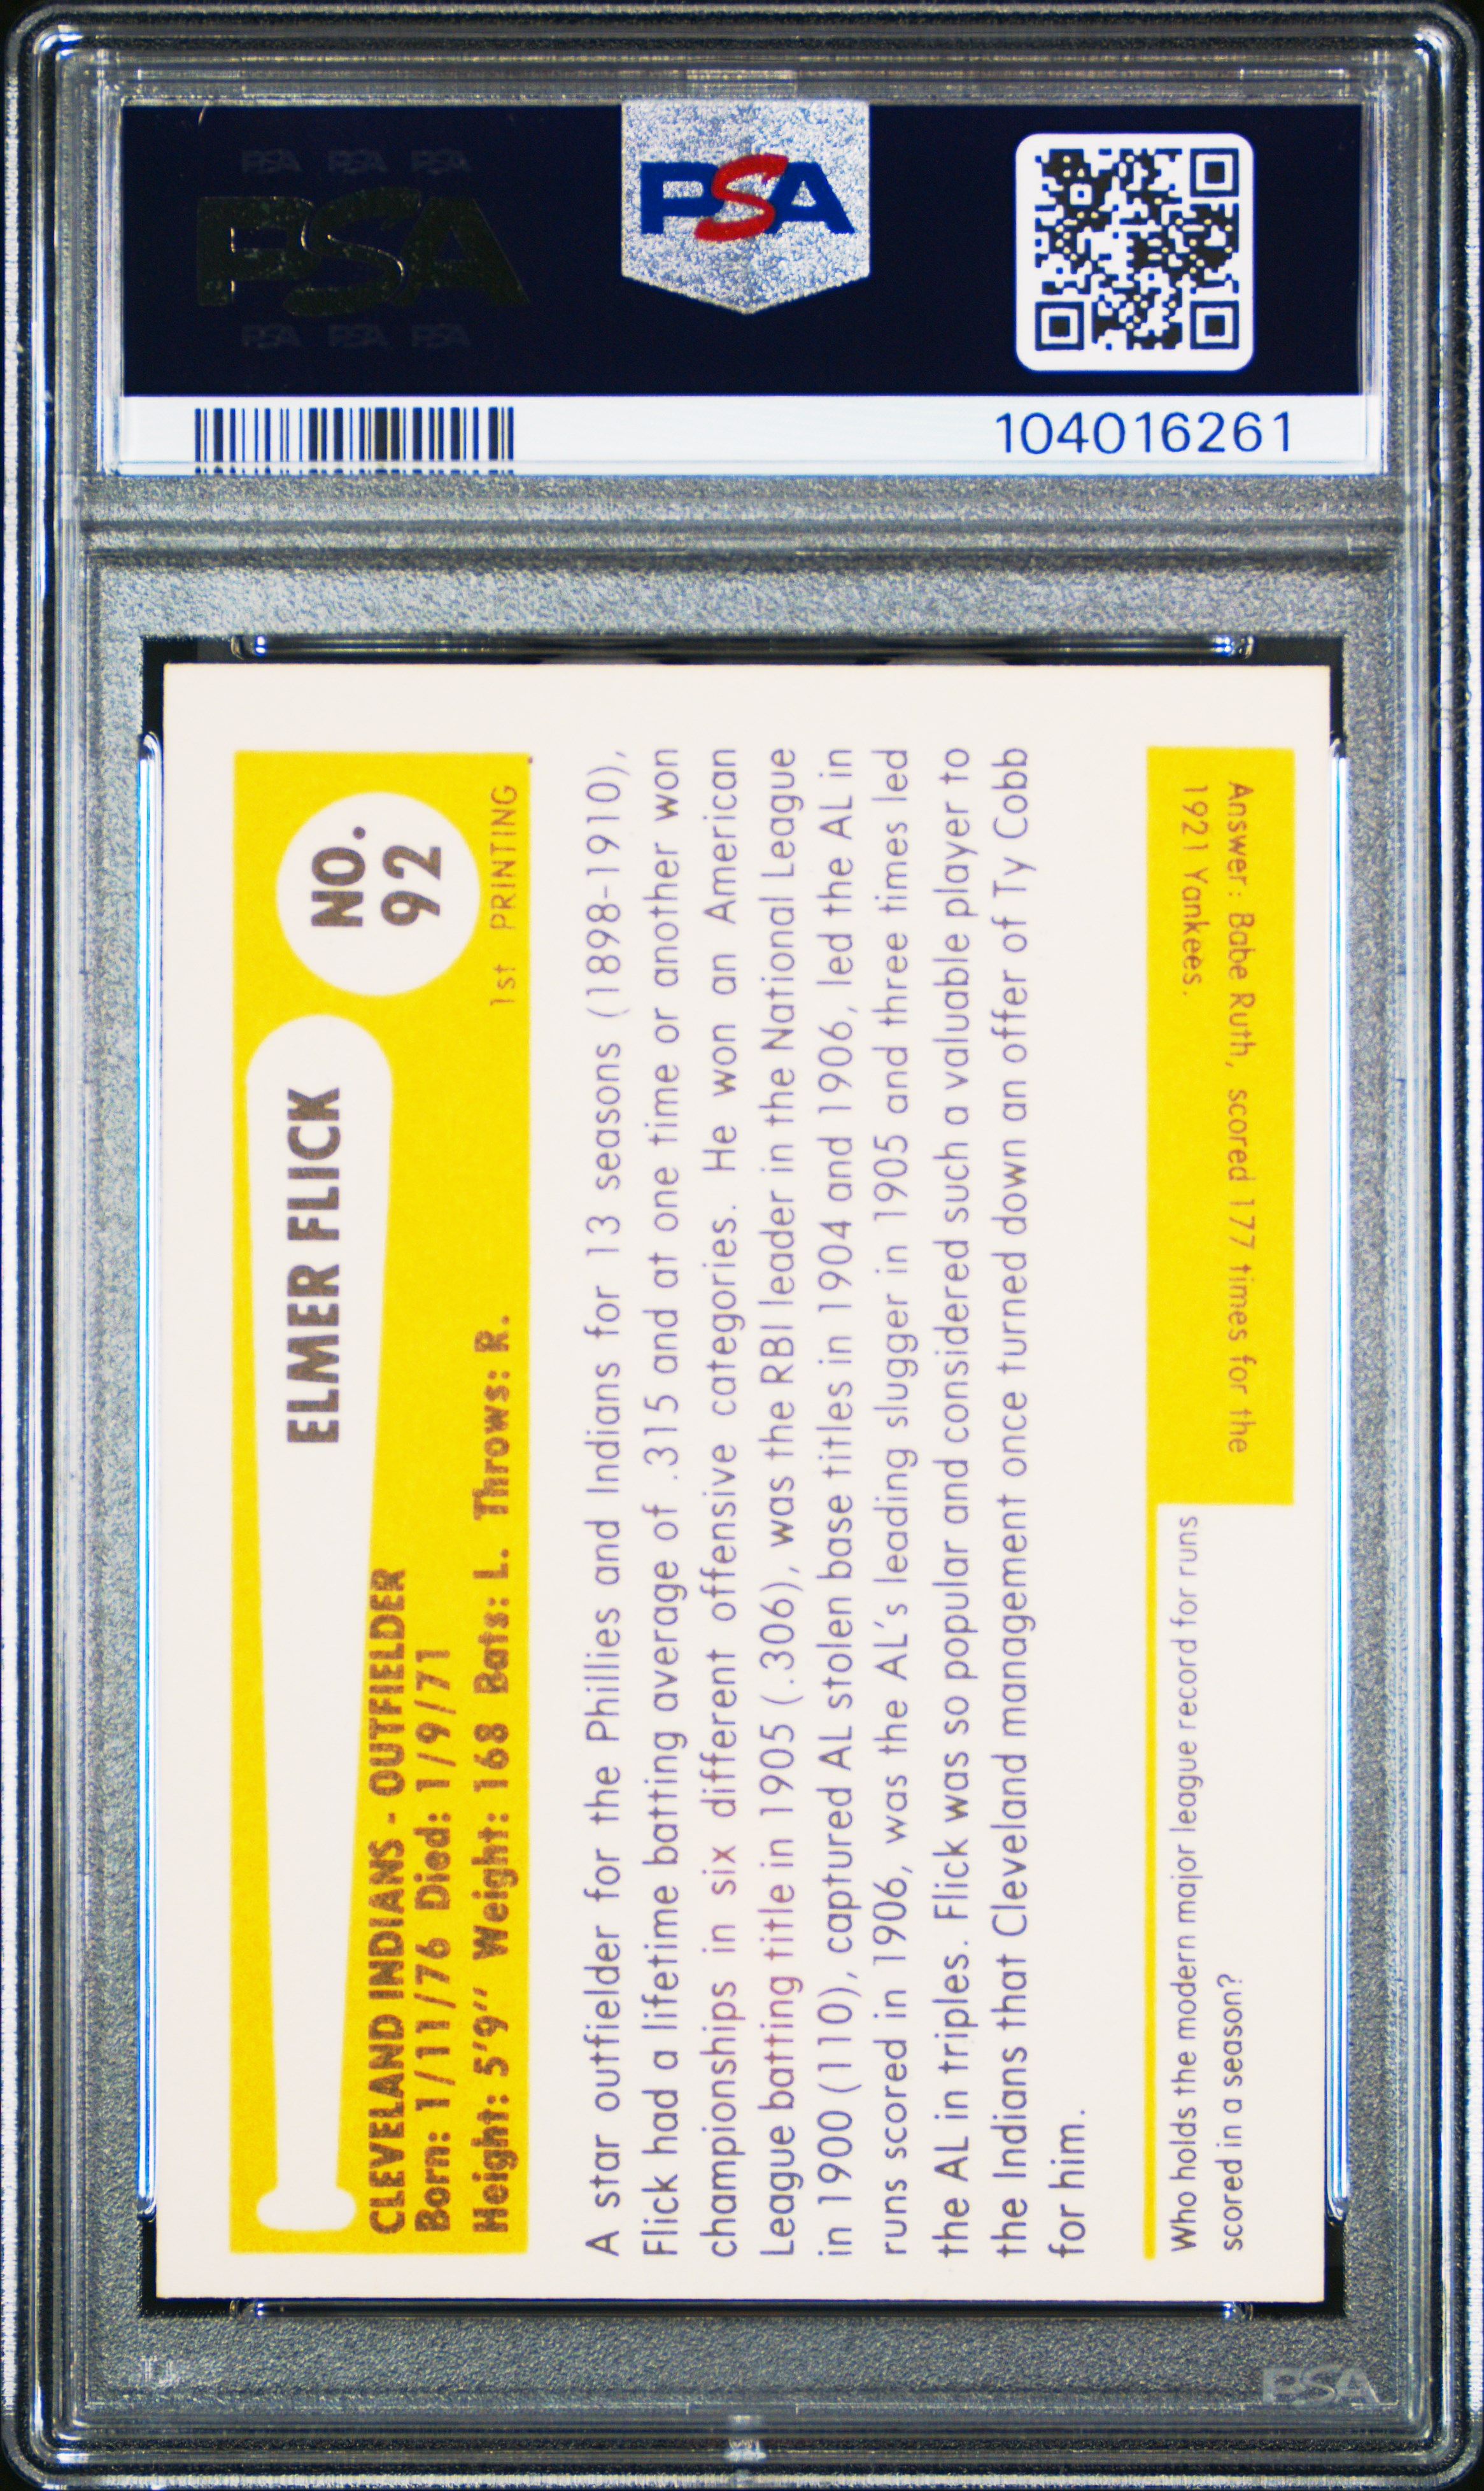 PSA PSA PSA
PSA
PSA PSA PSA
PSA
104016261
NO.
92
1st PRINTING
ELMER FLICK
CLEVELAND INDIANS - OUTFIELDER
Born: 1/11/76 Died: 1/9/71
Height: 5'9" Weight: 168 Bats: L. Throws: R.
A star outfielder for the Phillies and Indians for 13 seasons (1898-1910),
Flick had a lifetime batting average of .315 and at one time or another won
championships in six different offensive categories. He won an American
League batting title in 1905 (.306), was the RBI leader in the National League
in 1900 (110), captured AL stolen base titles in 1904 and 1906, led the AL in
runs scored in 1906, was the AL's leading slugger in 1905 and three times led
the AL in triples. Flick was so popular and considered such a valuable player to
the Indians that Cleveland management once turned down an offer of Ty Cobb
for him.
Who holds the modern major league record for runs
scored in a season?
Answer: Babe Ruth, scored 177 times for the
1921 Yankees.
PSA